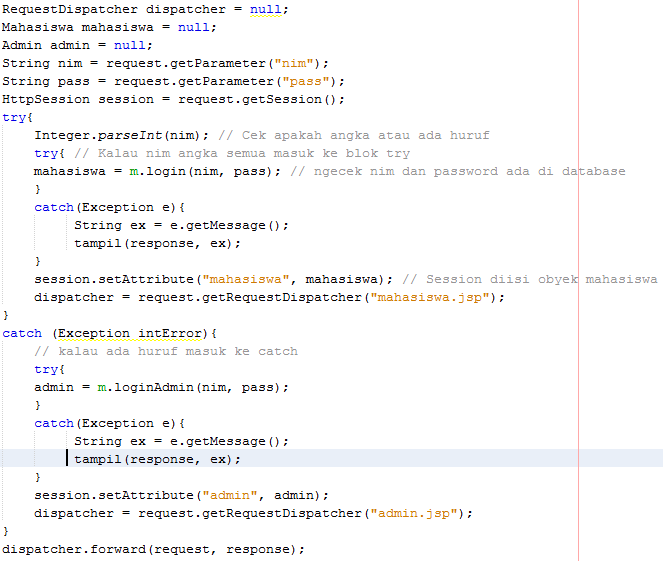 RequestDispatcher dispatcher = null;
Mahasiswa mahasiswa = null;
Admin admin = null;
String nim = request.getParameter("nim");
String pass = request.getParameter("pass");
HttpSession session = request.getSession();
try{
    Integer.parseInt(nim); // Cek apakah angka atau ada huruf
    try{ // Kalau nim angka semua masuk ke blok try
    mahasiswa = m.login(nim, pass); // ngecek nim dan password ada di database
    }
    catch(Exception e){
         String ex = e.getMessage();
         tampil(response, ex);
    }
    session.setAttribute("mahasiswa", mahasiswa); // Session diisi obyek mahasiswa
    dispatcher = request.getRequestDispatcher("mahasiswa.jsp");
}
catch (Exception intError){
    // kalau ada huruf masuk ke catch
    try{
    admin = m.loginAdmin(nim, pass);
    }
    catch(Exception e){
         String ex = e.getMessage();
         tampil(response, ex);
    }
    session.setAttribute("admin", admin);
    dispatcher = request.getRequestDispatcher("admin.jsp");
}
dispatcher.forward(request, response);